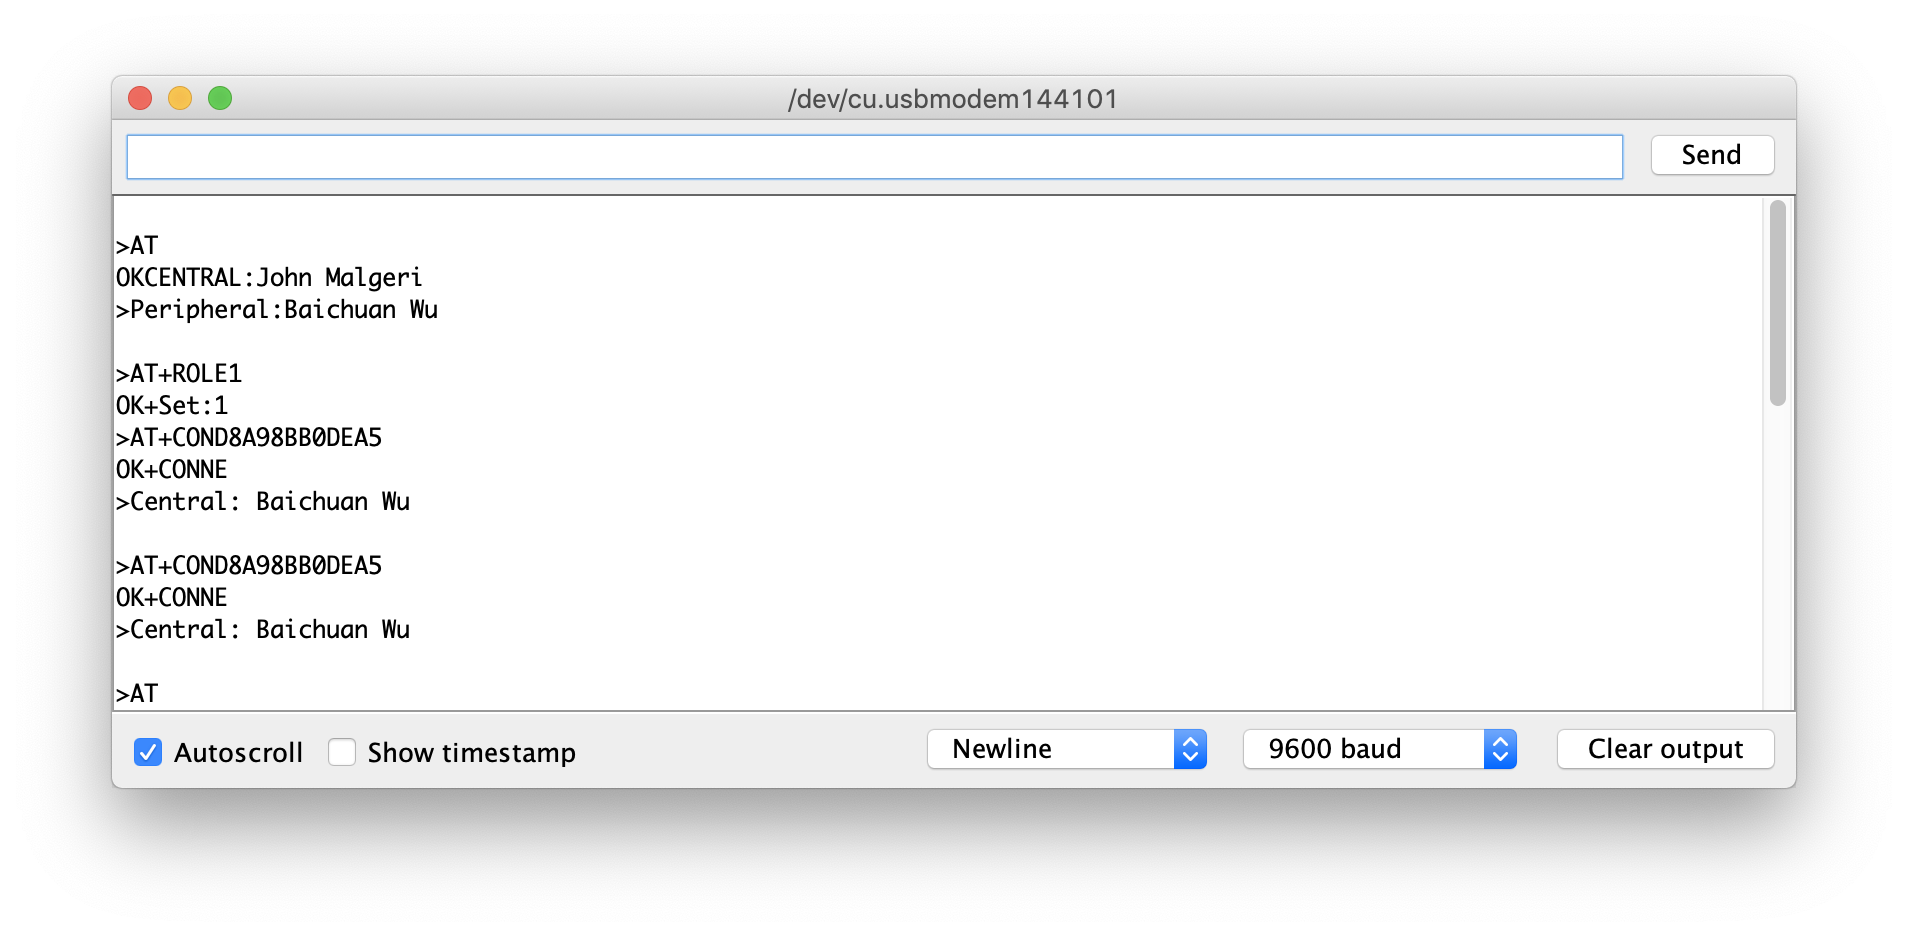 /dev/cu.usbmodem144101
Send
>AT
OKCENTRAL:John Malgeri
>Peripheral:Baichuan Wu
>AT+ROLE1
OK+Set:1
>AT+COND8A98BB0DEA5
OK+CONNE
>Central: Baichuan Wu
>AT+COND8A98BB0DEA5
OK+CONNE
>Central: Baichuan Wu
>AT
Autoscroll Show timestamp Newline 9600 baud Clear output